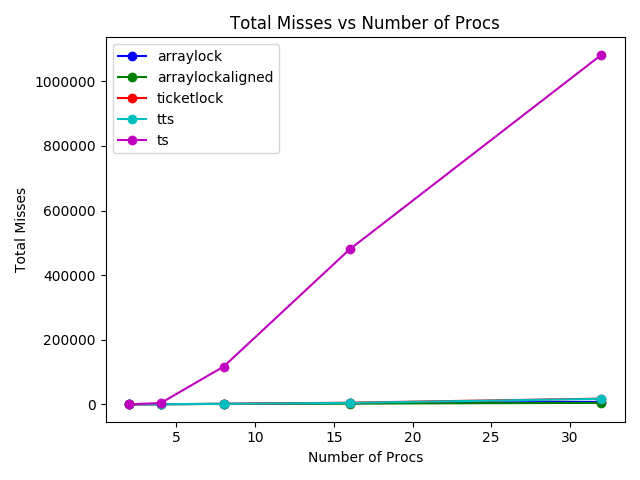 Total Misses vs Number of Procs
arraylock
arraylockaligned
ticketlock
tts
ts
1000000
800000
600000
400000
200000
0
Total Misses
5 10 15 20 25 30
Number of Procs